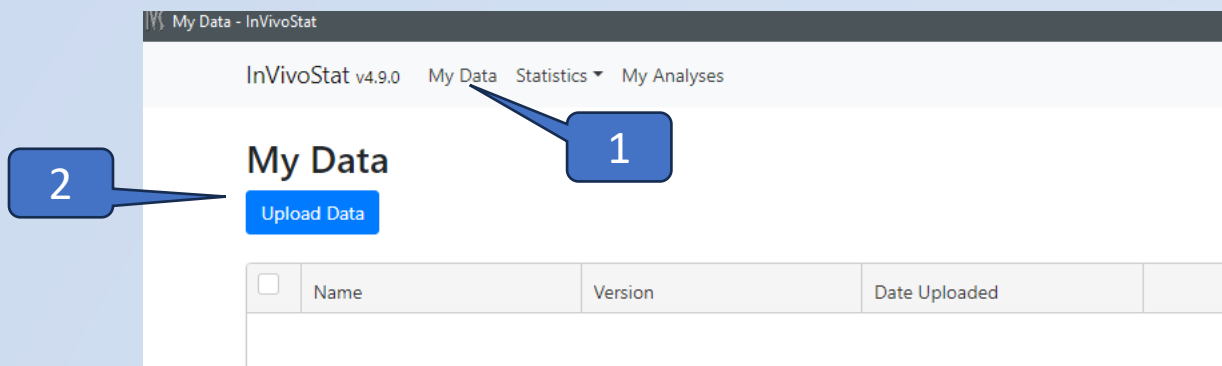 My Data - InVivoStat
InVivoStat v4.9.0 My Data Statistics My Analyses
1
My Data
2
Upload Data
Name Version Date Uploaded